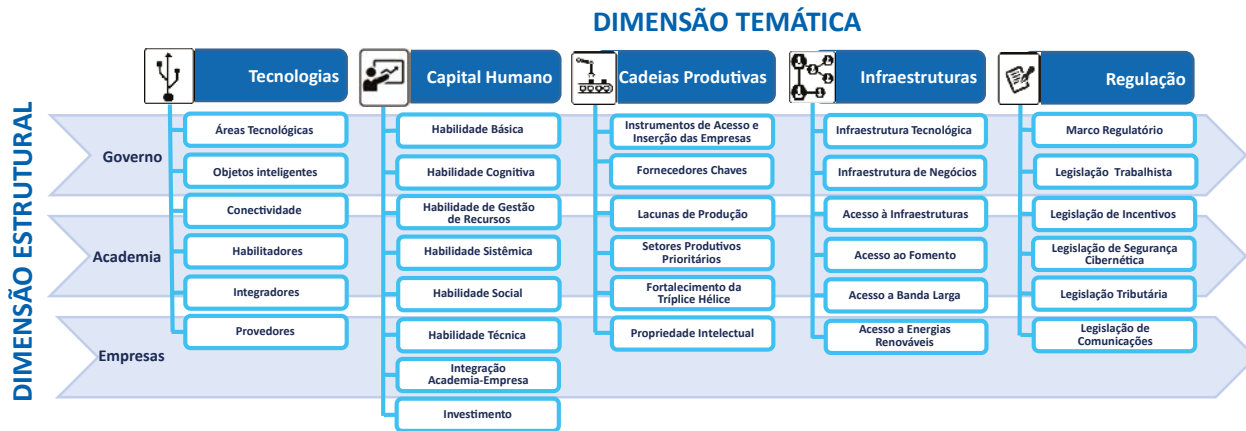 DIMENSÃO TEMÁTICA
DIMENSÃO ESTRUTURAL
Tecnologias
Capital Humano
Cadeias Produtivas
Infraestruturas
Regulação
Governo
Academia
Empresas
Áreas Tecnológicas
Objetos inteligentes
Conectividade
Habilitadores
Integradores
Provedores
Habilidade Básica
Habilidade Cognitiva
Habilidade de Gestão
de Recursos
Habilidade Sistêmica
Habilidade Social
Habilidade Técnica
Integração
Academia-Empresa
Investimento
Instrumentos de Acesso e
Inserção das Empresas
Fornecedores Chaves
Lacunas de Produção
Setores Produtivos
Prioritários
Fortalecimento da
Tríplice Hélice
Propriedade Intelectual
Infraestrutura Tecnológica
Infraestrutura de Negócios
Acesso à Infraestruturas
Acesso ao Fomento
Acesso a Banda Larga
Acesso a Energias
Renováveis
Marco Regulatório
Legislação Trabalhista
Legislação de Incentivos
Legislação de Segurança
Cibernética
Legislação Tributária
Legislação de
Comunicações